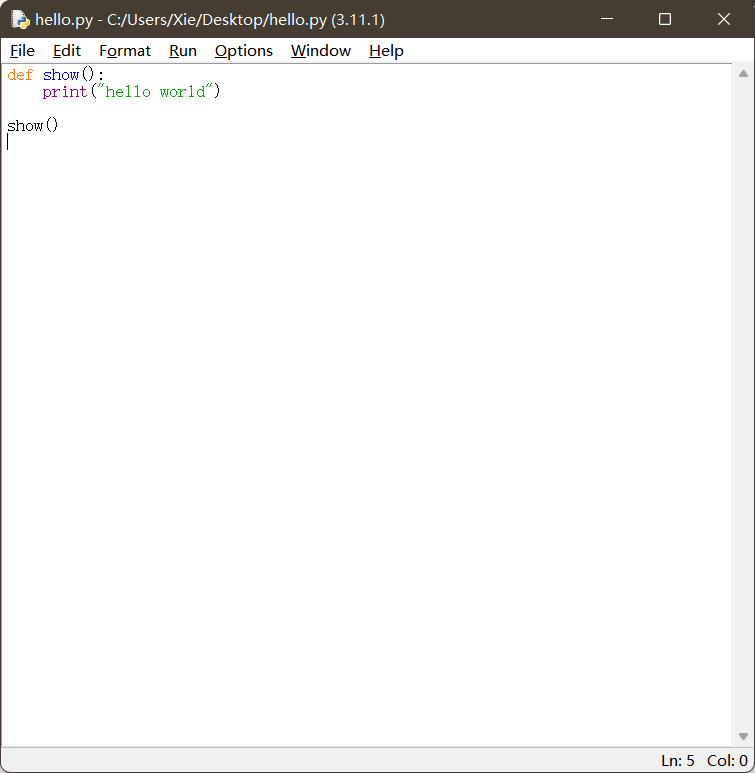 hello.py - C:/Users/Xie/Desktop/hello.py (3.11.1)
File Edit Format Run Options Window Help
def show():
    print("hello world")
show()
Ln: 5 Col: 0